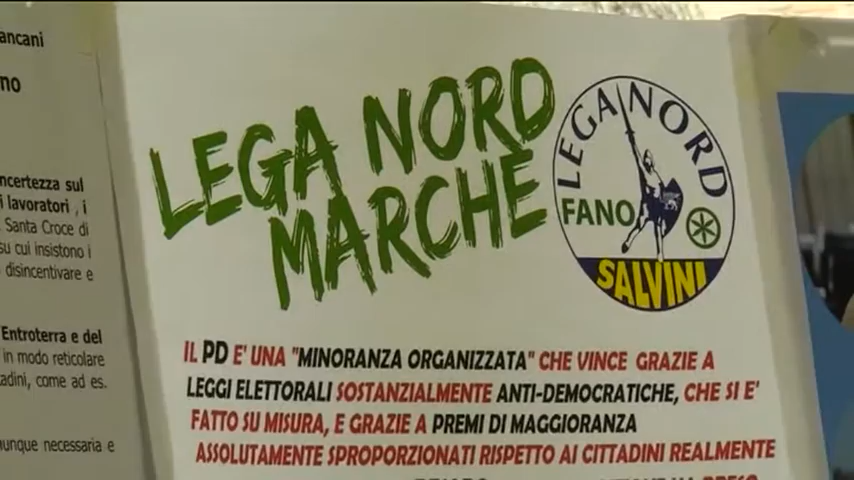 ancani
no
ncertezza sul
i lavoratori , i
Santa Croce di
su cui insistono i
disincentivare e
Entroterra e del
in modo reticolare
tadini, come ad es.
unque necessaria e
LEGA NORD
MARCHE
LEGA NORD
FANO
SALVINI
IL PD E' UNA "MINORANZA ORGANIZZATA" CHE VINCE GRAZIE A
LEGGI ELETTORALI SOSTANZIALMENTE ANTI-DEMOCRATICHE, CHE SI E'
FATTO SU MISURA, E GRAZIE A PREMI DI MAGGIORANZA
ASSOLUTAMENTE SPROPORZIONATI RISPETTO AI CITTADINI REALMENTE